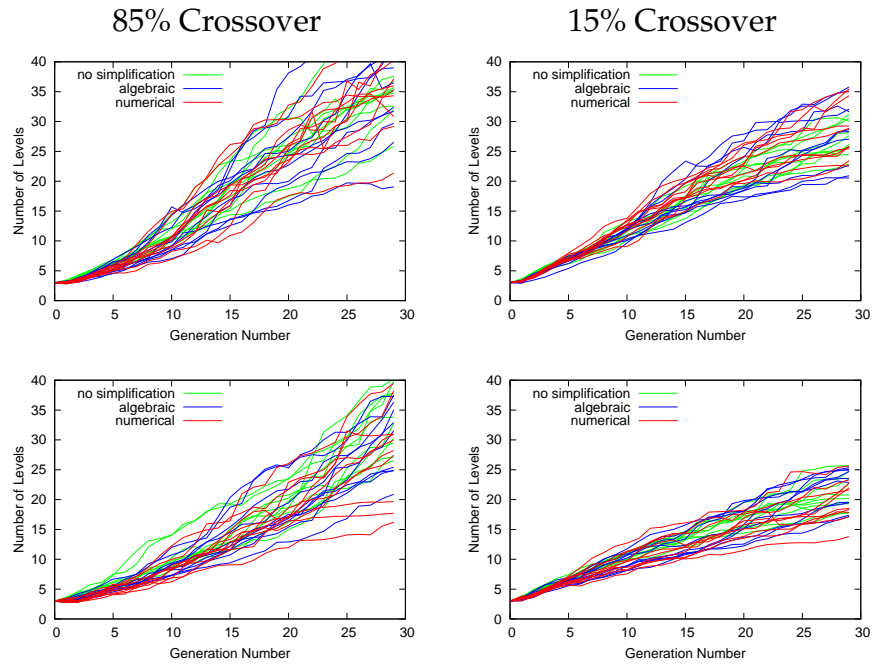 85% Crossover
15% Crossover
40
35
30
25
20
15
10
5
0
Number of Levels
no simplification
algebraic
numerical
0 5 10 15 20 25 30
Generation Number
40
35
30
25
20
15
10
5
0
Number of Levels
no simplification
algebraic
numerical
0 5 10 15 20 25 30
Generation Number
40
35
30
25
20
15
10
5
0
Number of Levels
no simplification
algebraic
numerical
0 5 10 15 20 25 30
Generation Number
40
35
30
25
20
15
10
5
0
Number of Levels
no simplification
algebraic
numerical
0 5 10 15 20 25 30
Generation Number